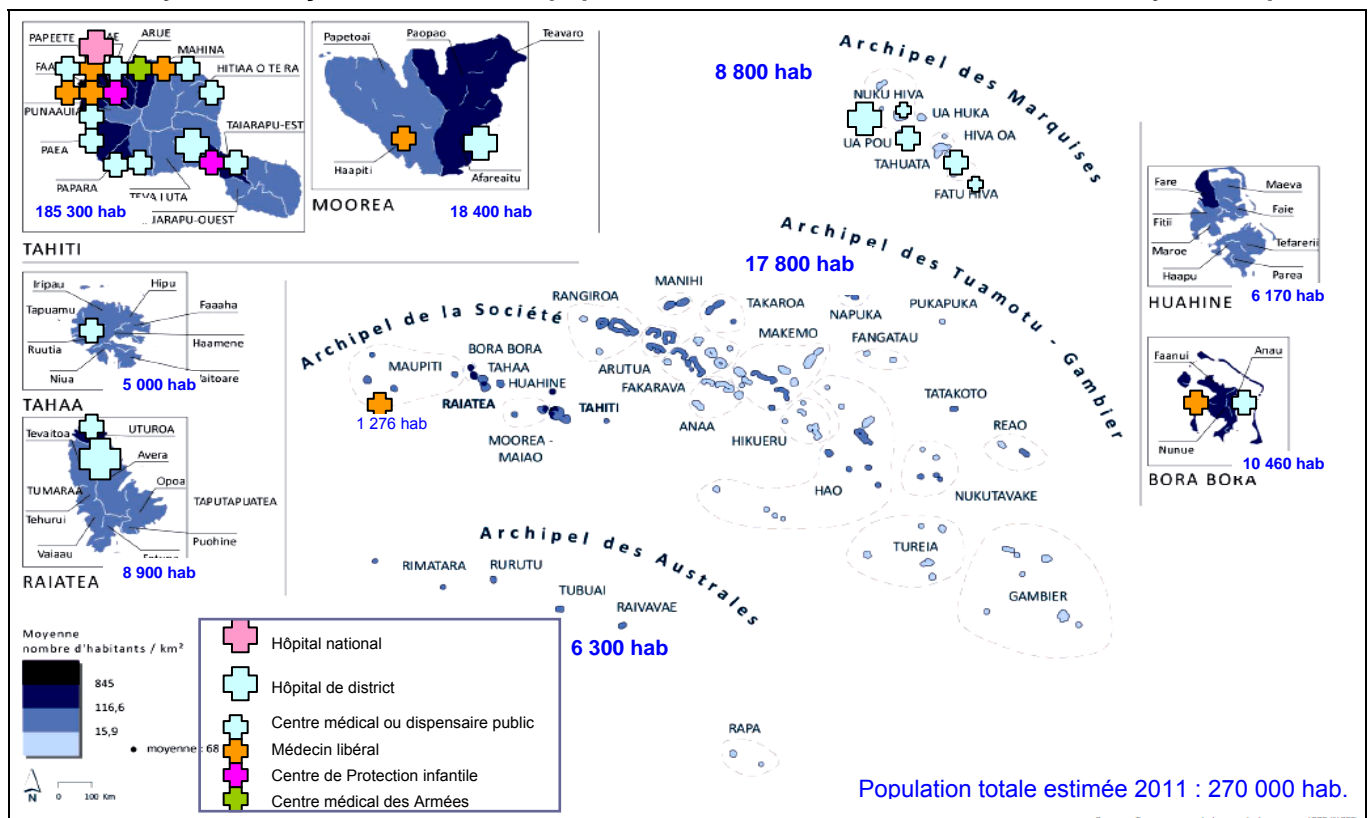 PAPEETE
ARUE
MAHINA
HITIAA O TE RA
PUNAAUIA
TAIARAPU-EST
PAEA
PAPARA
185 300 hab
TAHITI
Papetoai
Paopao
Teavaro
Haapiti
Afareaitu
MOOREA
18 400 hab
Archipel des Marquises
8 800 hab
NUKU HIVA
UA HUKA
UA POU
HIVA OA
TAHUATA
FATU HIVA
Fare
Maeva
Fitii
Faie
Maroe
Tefarerii
Haapu
Parea
HUAHINE
6 170 hab
Iripau
Hipu
Tapuamu
Faaaha
Ruutia
Haamene
Niua
5 000 hab
TAHAA
Archipel de la Société
MAUPITI
BORA BORA
TAHAA
HUAHINE
RAIATEA
TAHITI
1 276 hab
MOOREA -
MAIAO
Archipel des Tuamotu - Gambier
17 800 hab
RANGIROA
MANIHI
TAKAROA
NAPUKA
PUKAPUKA
MAKEMO
FANGATAU
ARUTUA
FAKARAVA
ANAA
HIKUERU
TATAKOTO
REAO
HAO
NUKUTAVAKE
TUREIA
GAMBIER
Faanui
Anau
Nunue
10 460 hab
BORA BORA
Tevaitoa
UTUROA
Avera
TUMARAA
Opoa
TAPUTAPUATEA
Tehurui
Puohine
Vaiaau
8 900 hab
RAIATEA
Archipel des Australes
RIMATARA
RURUTU
TUBUAI
RAIVAVAE
6 300 hab
RAPA
Moyenne
nombre d'habitants / km²
845
116,6
15,9
moyenne : 68
N
0 100 Km
Hôpital national
Hôpital de district
Centre médical ou dispensaire public
Médecin libéral
Centre de Protection infantile
Centre médical des Armées
Population totale estimée 2011 : 270 000 hab.